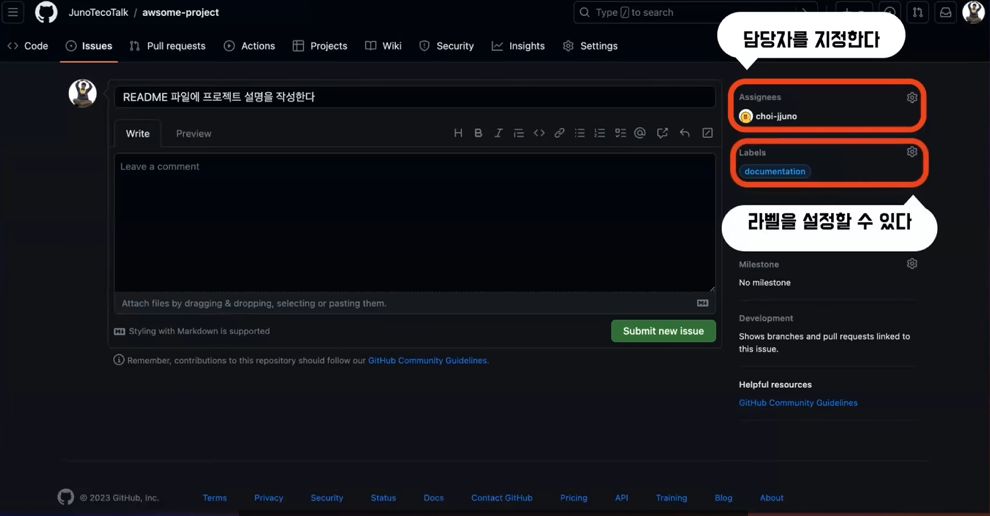 JunoTecoTalk / awsome-project
Type / to search
Code
Issues
Pull requests
Actions
Projects
Wiki
Security
Insights
Settings
담당자를 지정한다
README 파일에 프로젝트 설명을 작성한다
Assignees
choi-jjuno
Write
Preview
Labels
documentation
Leave a comment
라벨을 설정할 수 있다
Milestone
No milestone
Attach files by dragging & dropping, selecting or pasting them.
Styling with Markdown is supported
Submit new issue
Development
Shows branches and pull requests linked to
this issue.
Remember, contributions to this repository should follow our GitHub Community Guidelines.
Helpful resources
GitHub Community Guidelines
© 2023 GitHub, Inc.
Terms
Privacy
Security
Status
Docs
Contact GitHub
Pricing
API
Training
Blog
About